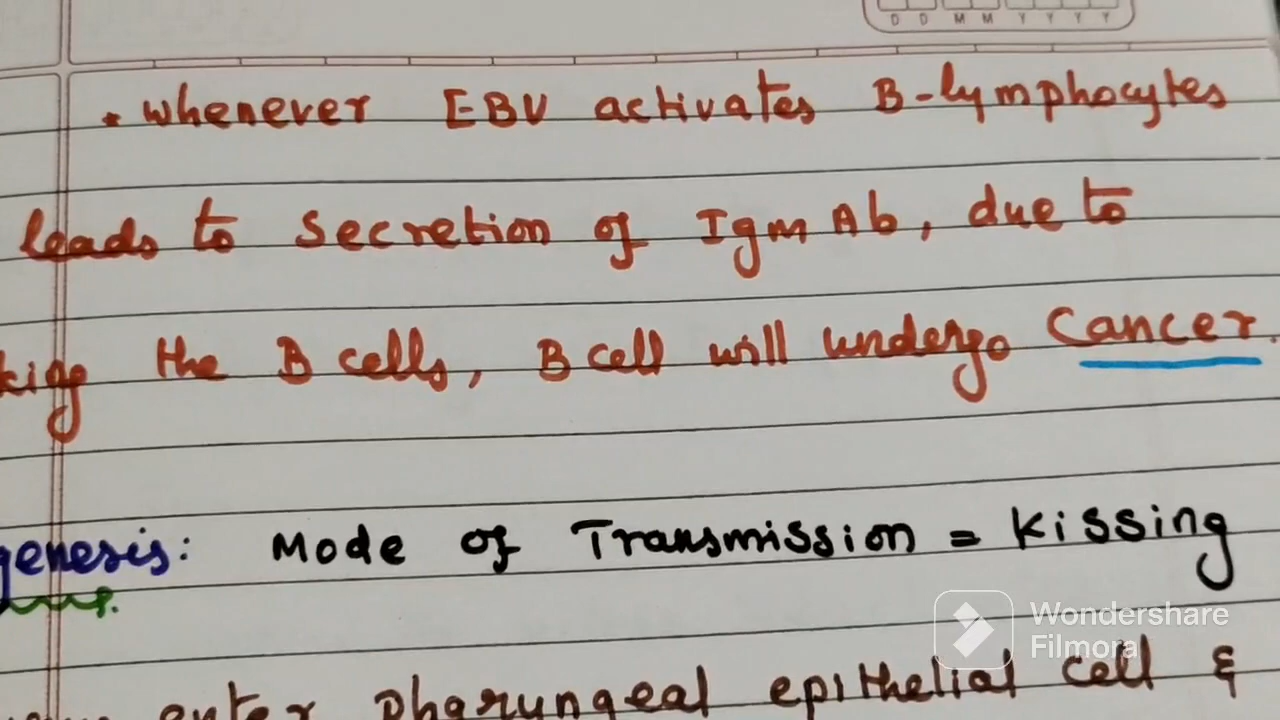 D D M M Y Y Y Y
• whenever EBV activates B-lymphocytes
leads to secretion of Igm Ab, due to
the B cells, B cell will undergo Cancer.
genesis: Mode of Transmission = Kissing
Wondershare
Filmora
enter pharyngeal epithelial cell &